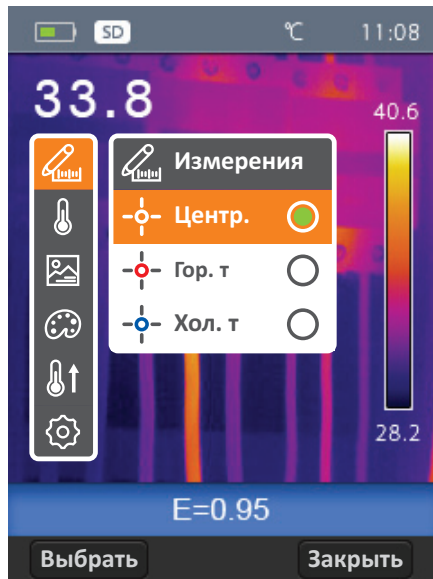 SD ℃ 11:08
33.8
40.6
Измерения
Центр.
Гор. т
Хол. т
28.2
E=0.95
Выбрать Закрыть